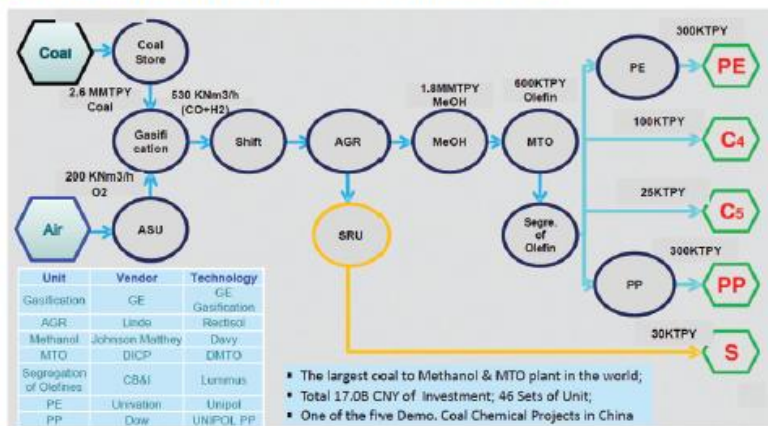 300KTPY
Coal
Coal
Store
PE
PE
2.6 MMTPY
Coal
530 KNm3/h
(CO+H2)
1.8MMTPY
MeOH
600KTPY
Olefin
100KTPY
Gasifi
cation
Shift
AGR
MeOH
MTO
C4
200 KNm3/h
O2
25KTPY
Air
ASU
SRU
Segre.
of
Olefin
C5
300KTPY
PP
PP
30KTPY
S
Unit Vendor Technology
Gasification GE GE
Gasification
AGR Linde Rectisol
Methanol Johnson Matthey Davy
MTO DICP DMTO
Segregation
of Olefines CB&I Lummus
PE Univation Unipol
PP Dow UNIPOL PP
▪ The largest coal to Methanol & MTO plant in the world;
▪ Total 17.0B CNY of Investment; 46 Sets of Unit;
▪ One of the five Demo. Coal Chemical Projects in China